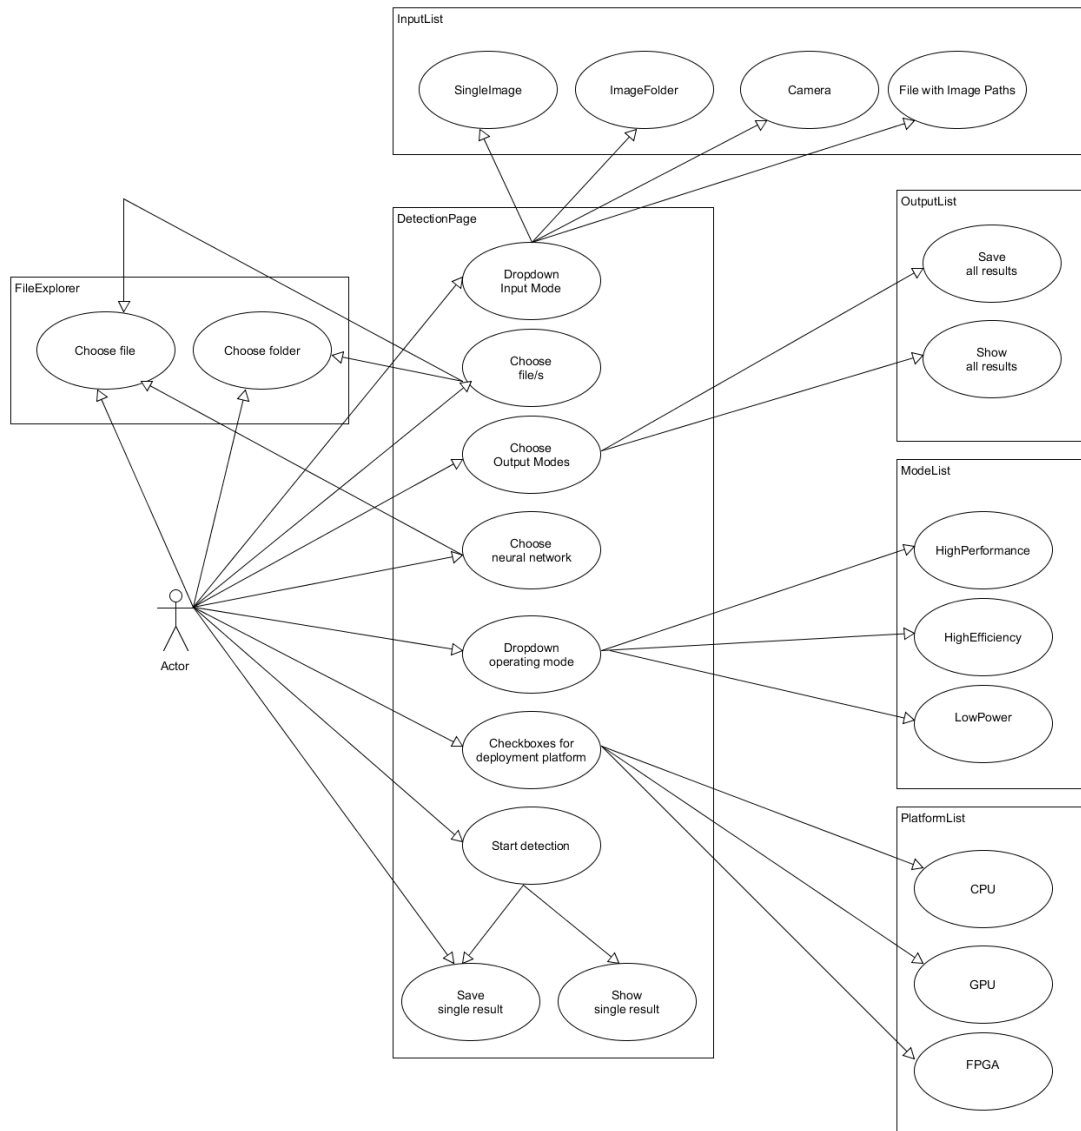 InputList
SingleImage
ImageFolder
Camera
File with Image Paths
OutputList
Save
all results
Show
all results
DetectionPage
Dropdown
Input Mode
Choose
file/s
Choose
Output Modes
Choose
neural network
Dropdown
operating mode
Checkboxes for
deployment platform
Start detection
Save
single result
Show
single result
FileExplorer
Choose file
Choose folder
Actor
ModeList
HighPerformance
HighEfficiency
LowPower
PlatformList
CPU
GPU
FPGA